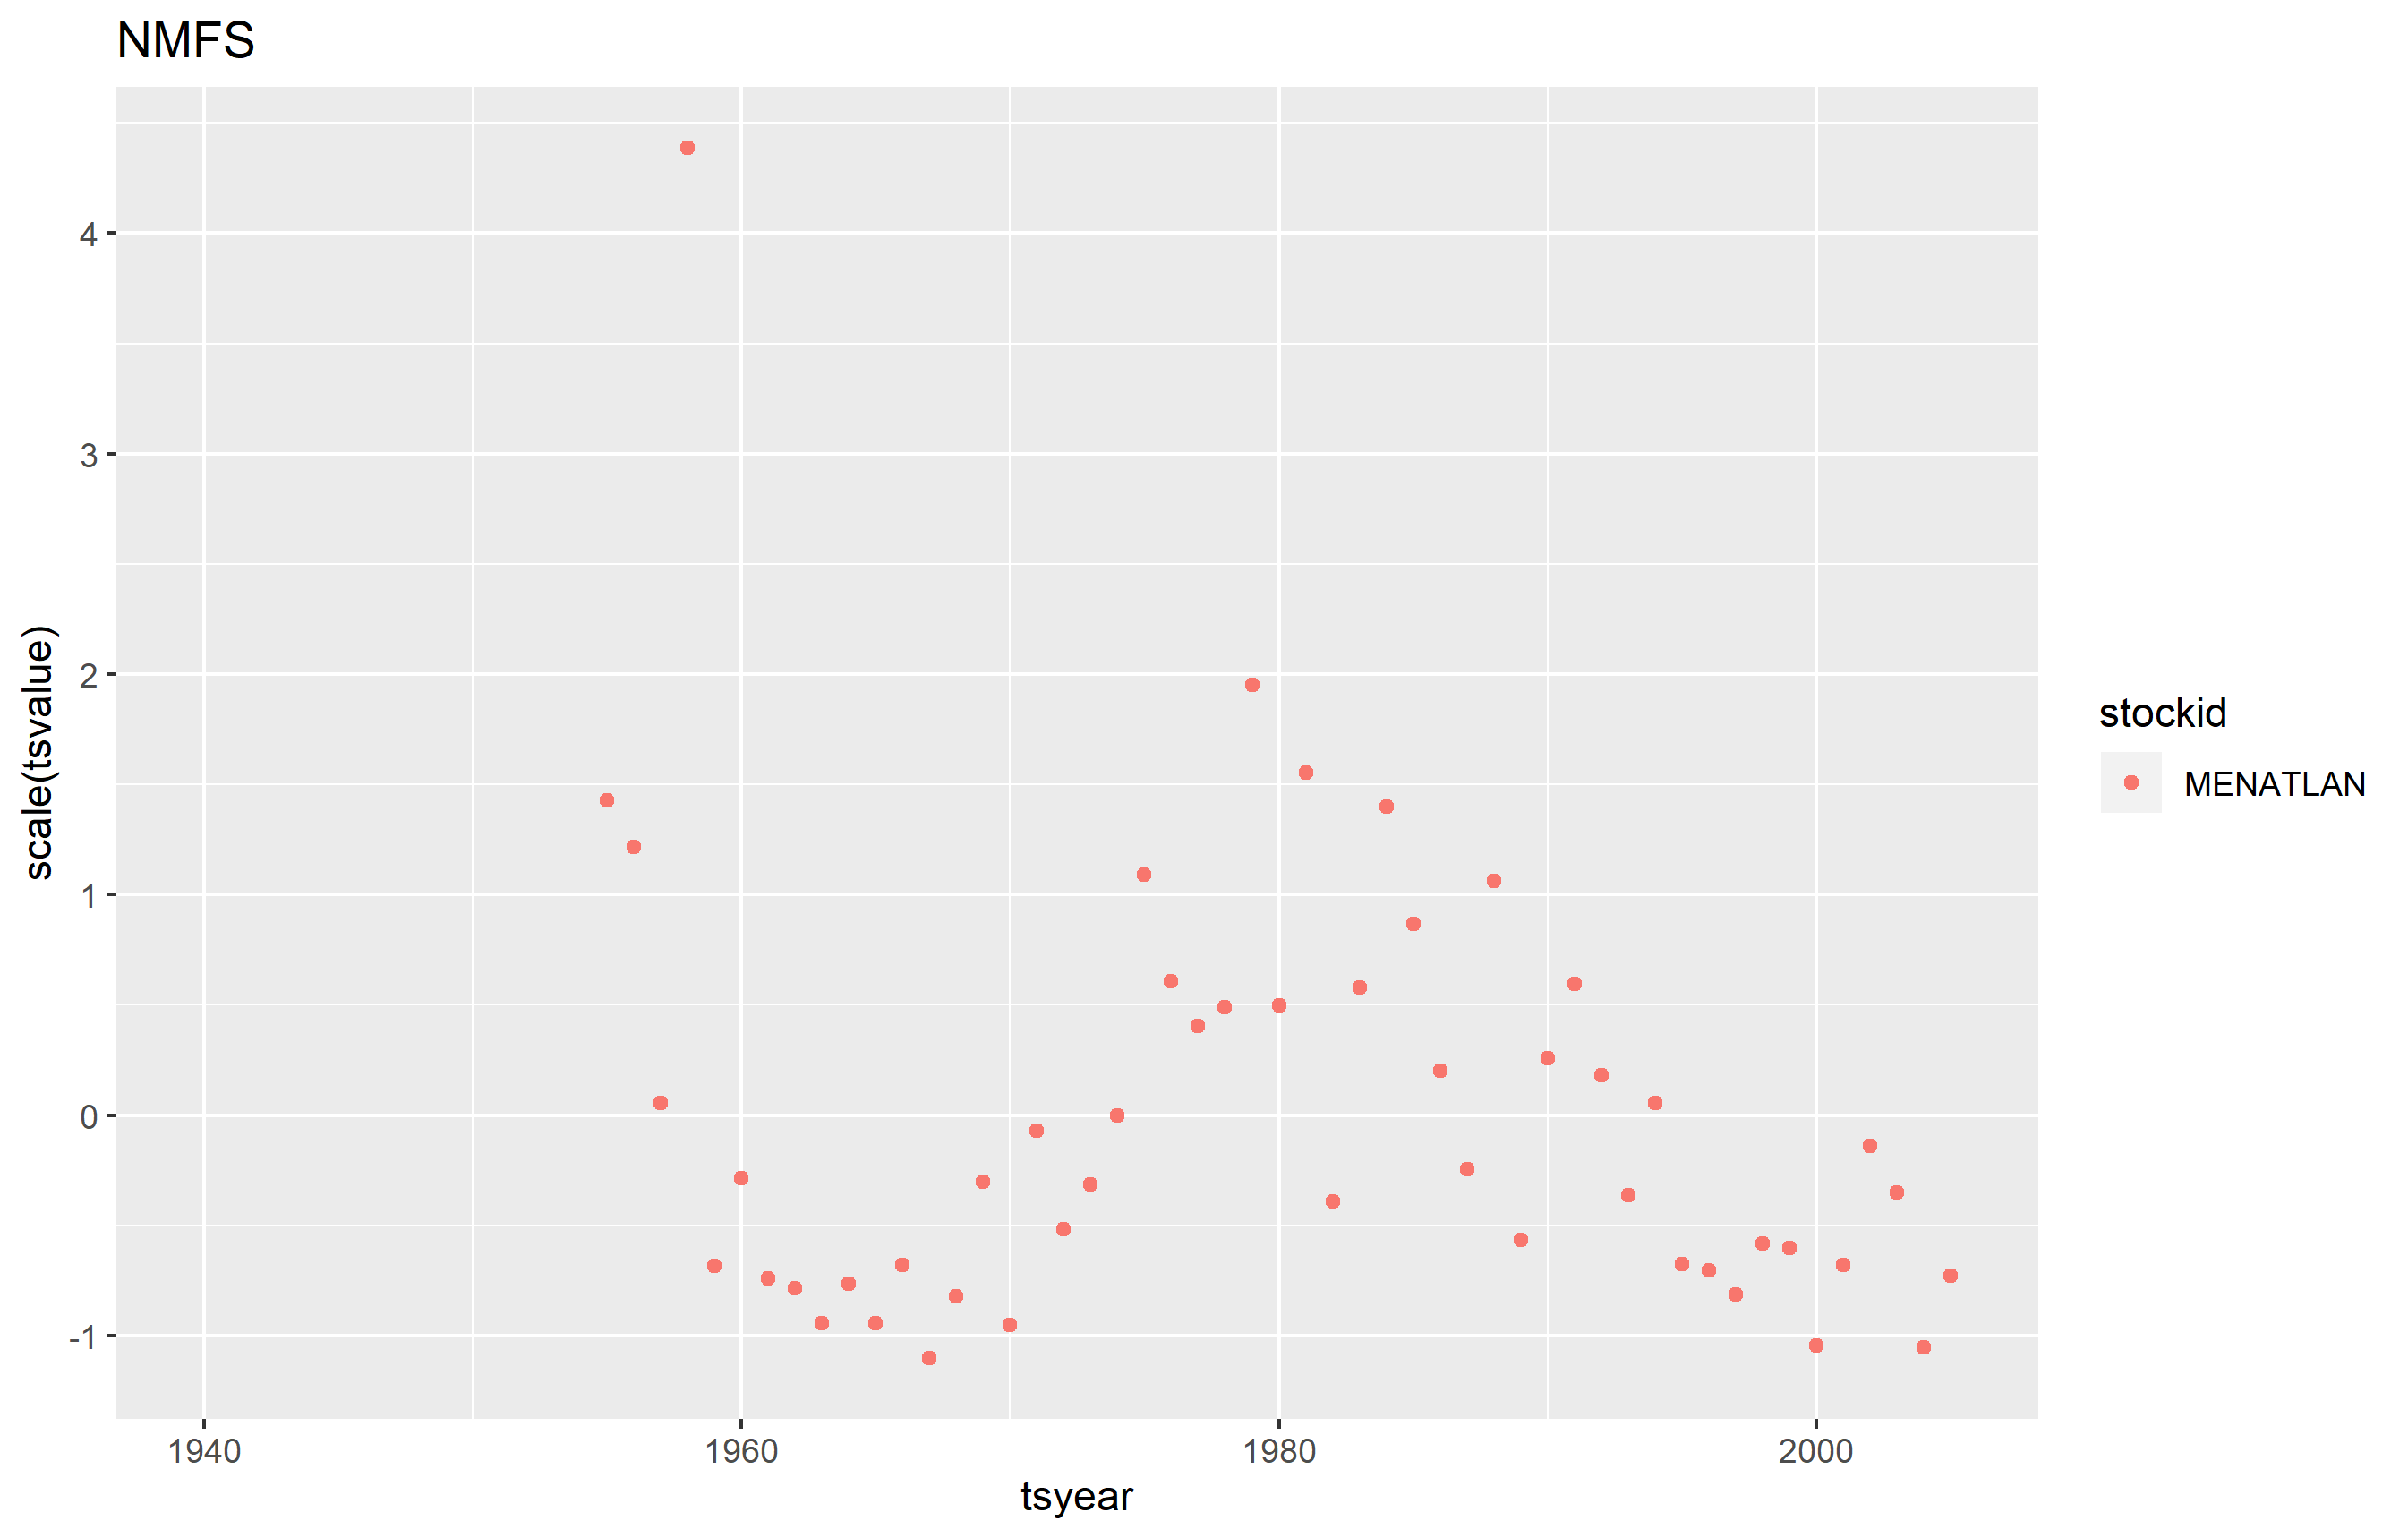 NMFS
scale(tsvalue)
4
3
2
1
0
-1
1940 1960 1980 2000
tsyear
stockid
MENATLAN